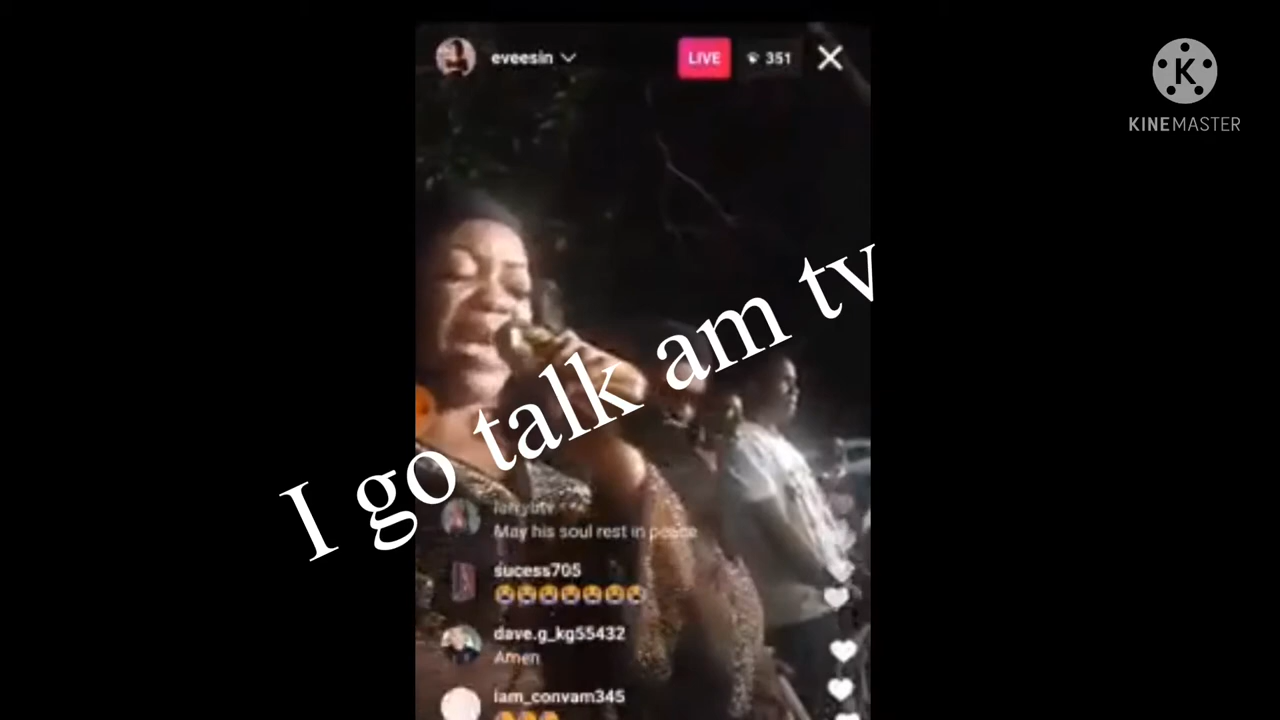 eveesin
LIVE
351
KINEMASTER
I go talk am tv
May his soul rest in peace
sucess705
😭😭😭😭😭😭😭
dave.g_kg55432
Amen
iam_convam345